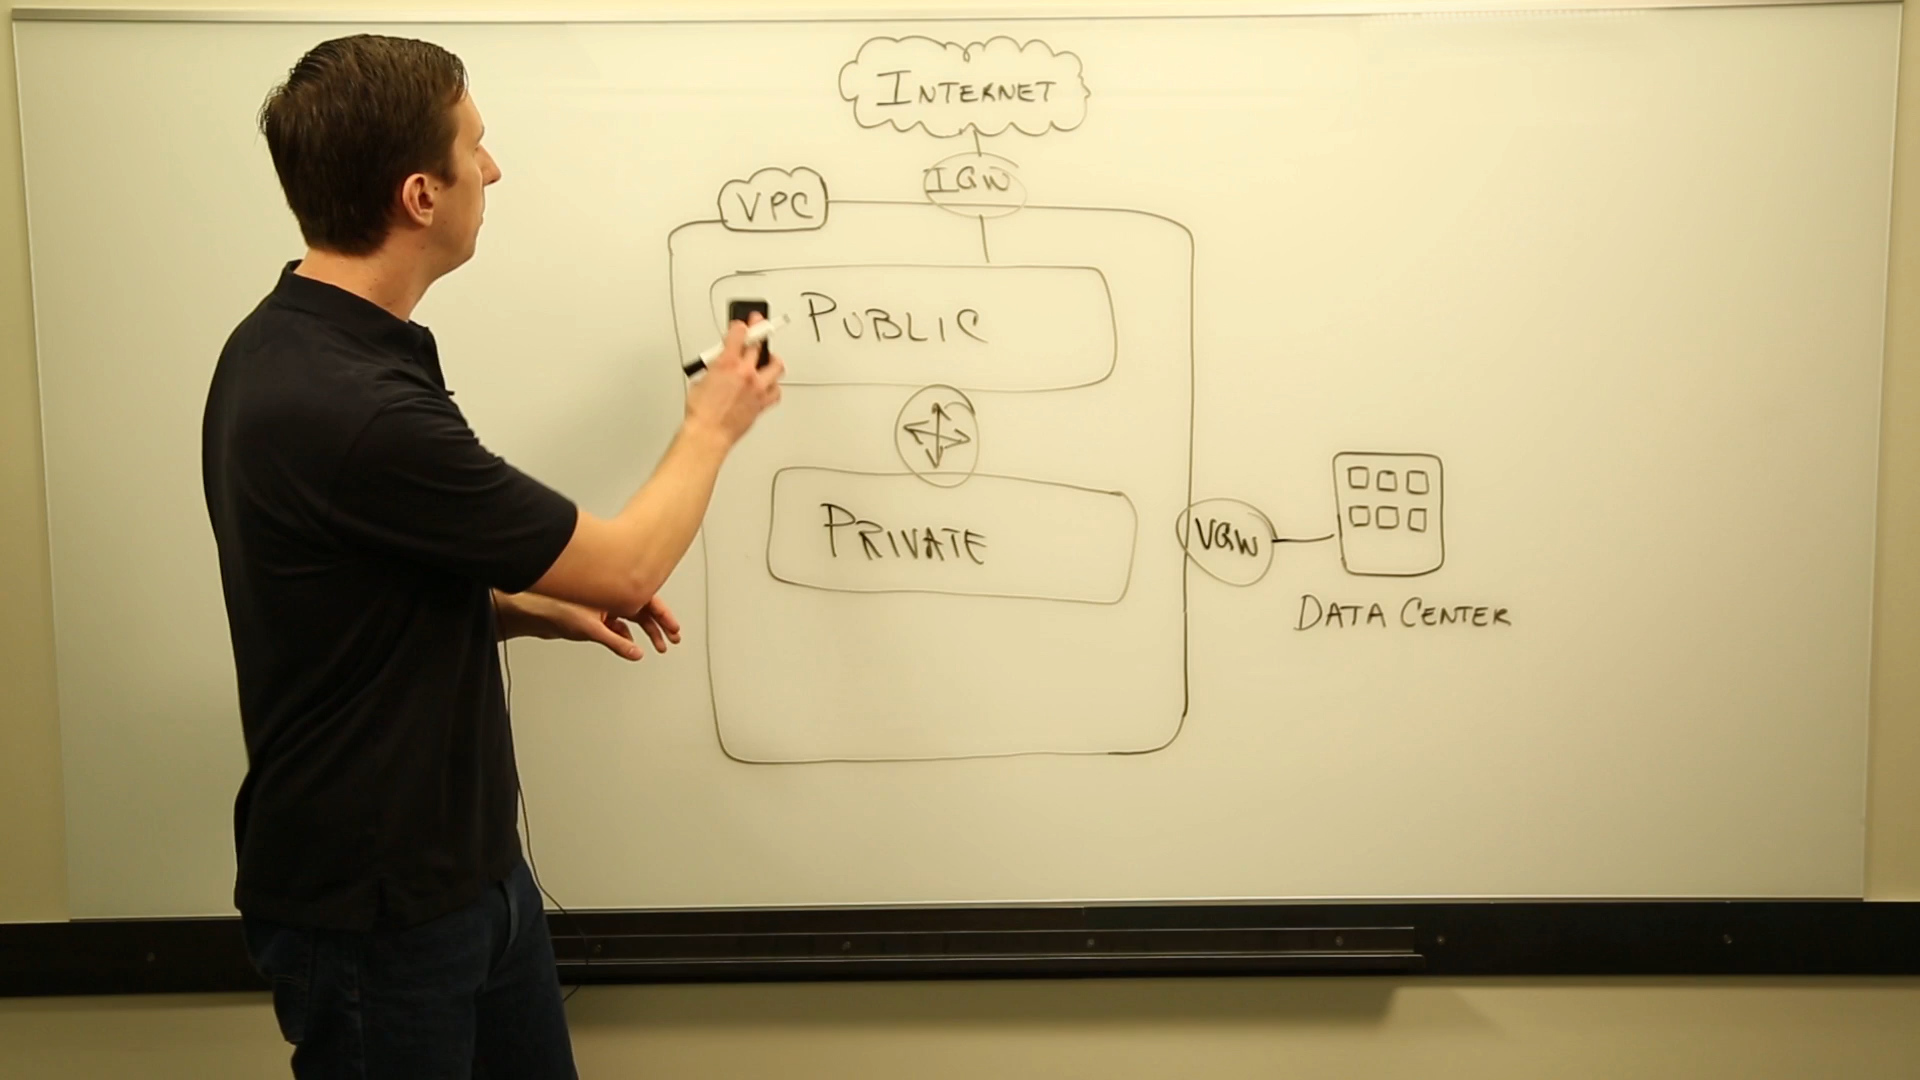 INTERNET
IGW
VPC
PUBLIC
PRIVATE
VGW
DATA CENTER